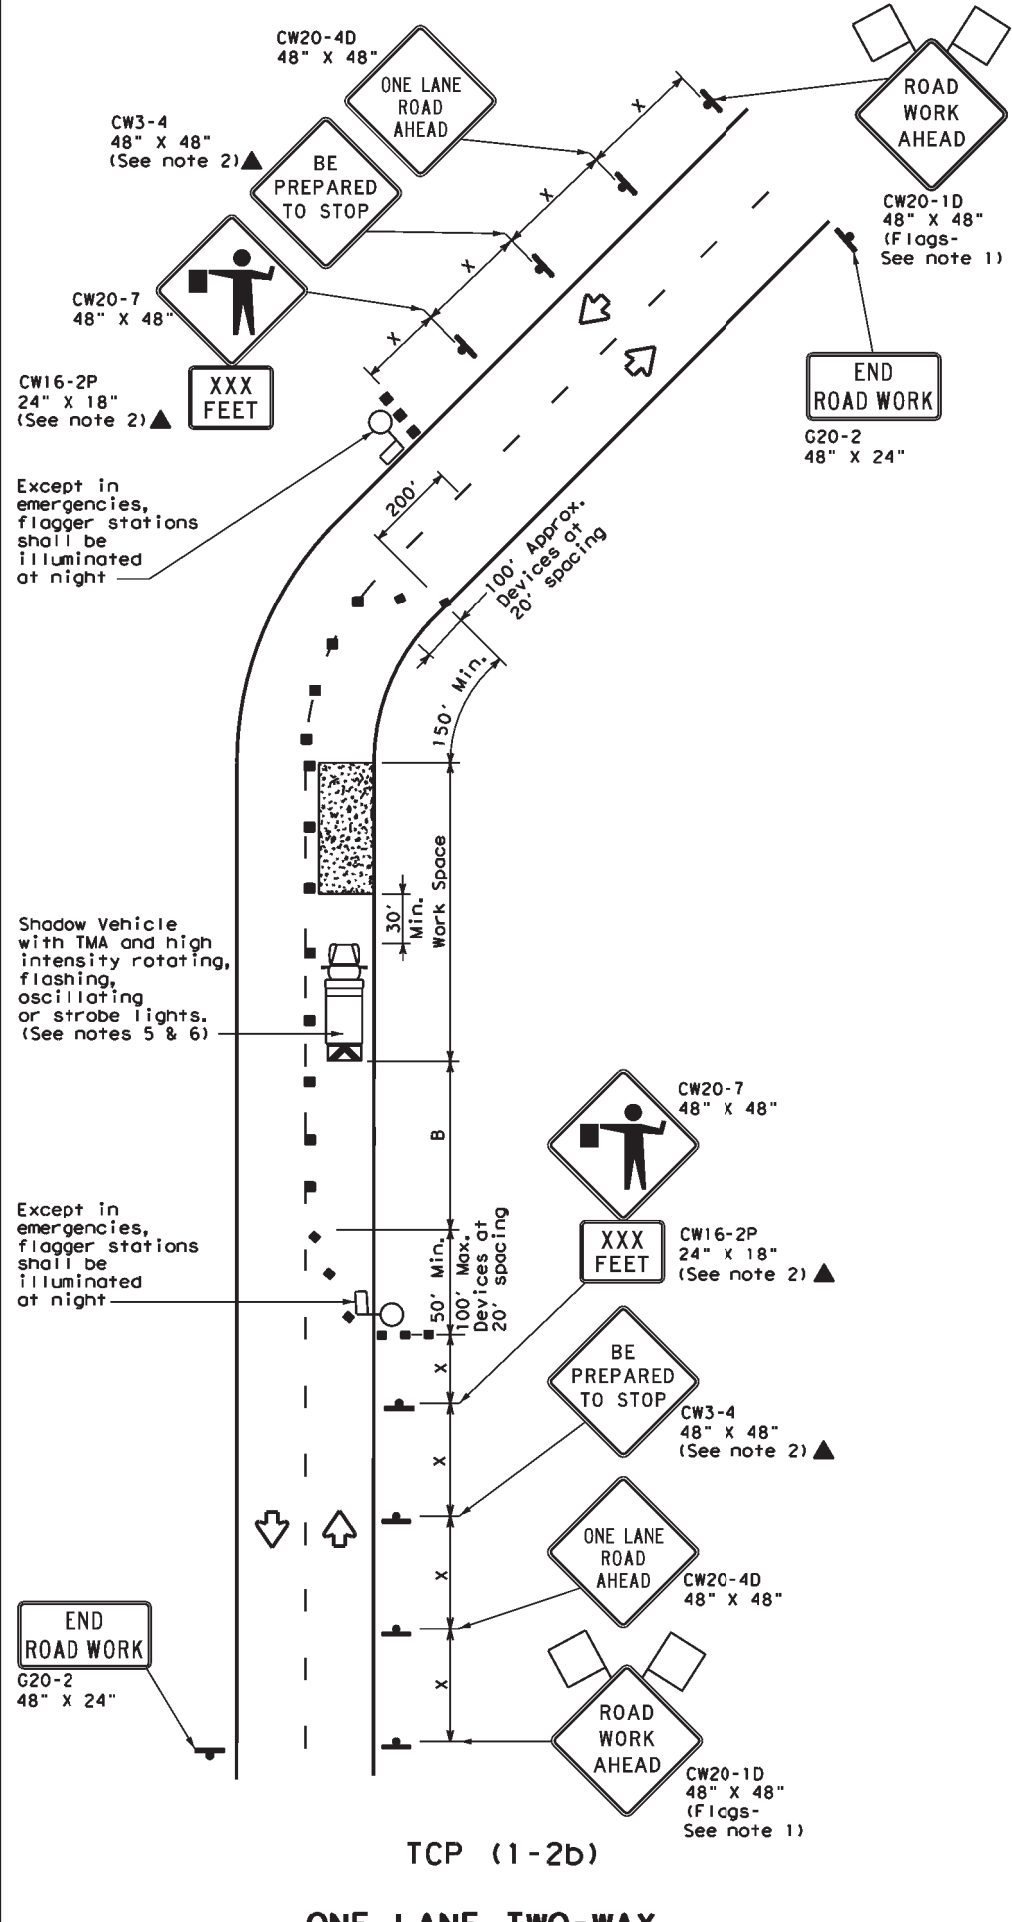 CW20-4D
48" X 48"
ONE LANE
ROAD
AHEAD
ROAD
WORK
AHEAD
CW20-1D
48" X 48"
(Flags-
See note 1)
CW3-4
48" X 48"
(See note 2)▲
BE
PREPARED
TO STOP
X
X
X
X
CW20-7
48" X 48"
CW16-2P
24" X 18"
(See note 2)▲
XXX
FEET
END
ROAD WORK
G20-2
48" X 24"
Except in
emergencies,
flagger stations
shall be
illuminated
at night
200'
100' Approx.
Devices at
20' spacing
150' Min.
Work Space
30'
Min.
Shadow Vehicle
with TMA and high
intensity rotating,
flashing,
oscillating
or strobe lights.
(See notes 5 & 6)
B
CW20-7
48" X 48"
XXX
FEET
CW16-2P
24" X 18"
(See note 2)▲
Except in
emergencies,
flagger stations
shall be
illuminated
at night
50' Min.
100' Max.
Devices at
20' spacing
X
X
X
X
BE
PREPARED
TO STOP
CW3-4
48" X 48"
(See note 2)▲
ONE LANE
ROAD
AHEAD
CW20-4D
48" X 48"
END
ROAD WORK
G20-2
48" X 24"
ROAD
WORK
AHEAD
CW20-1D
48" X 48"
(Flags-
See note 1)
TCP (1-2b)
ONE LANE TWO-WAY